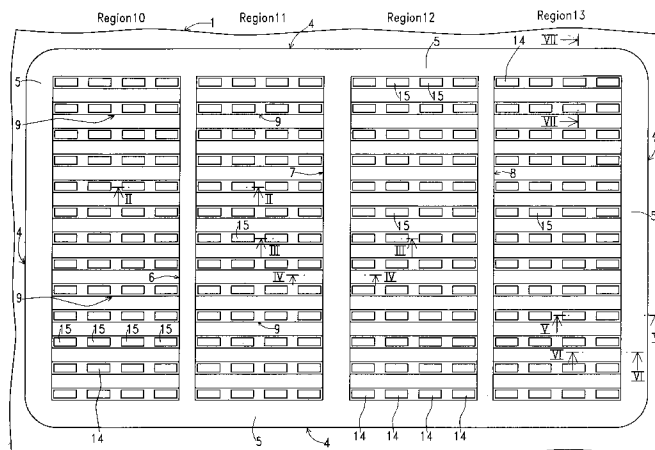 Region10 1 Region11 4 Region12 Region13
VII
5 5 14
15 15
9 9 VII
4
7 8
II II
5
15 15 15
4
III III
6 IV IV
9
9 V V
15 15 15 15
VI VI
14 14 14 14 14
5 4